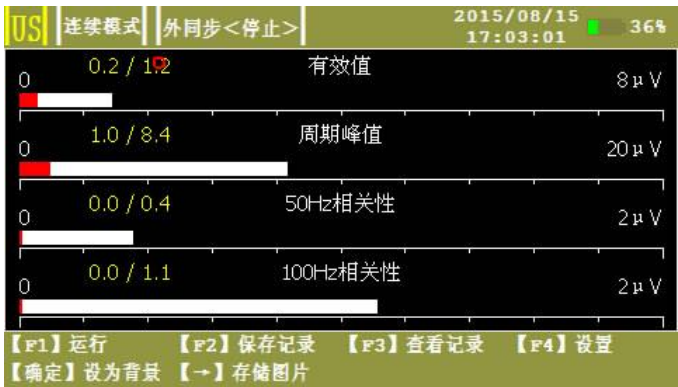 US 连续模式 外同步<停止> 2015/08/15 36%
17:03:01
0.2 / 1.2 有效值
0 8μV
1.0 / 8.4 周期峰值
0 20μV
0.0 / 0.4 50Hz相关性
0 2μV
0.0 / 1.1 100Hz相关性
0 2μV
【F1】运行 【F2】保存记录 【F3】查看记录 【F4】设置
【确定】设为背景 【→】存储图片